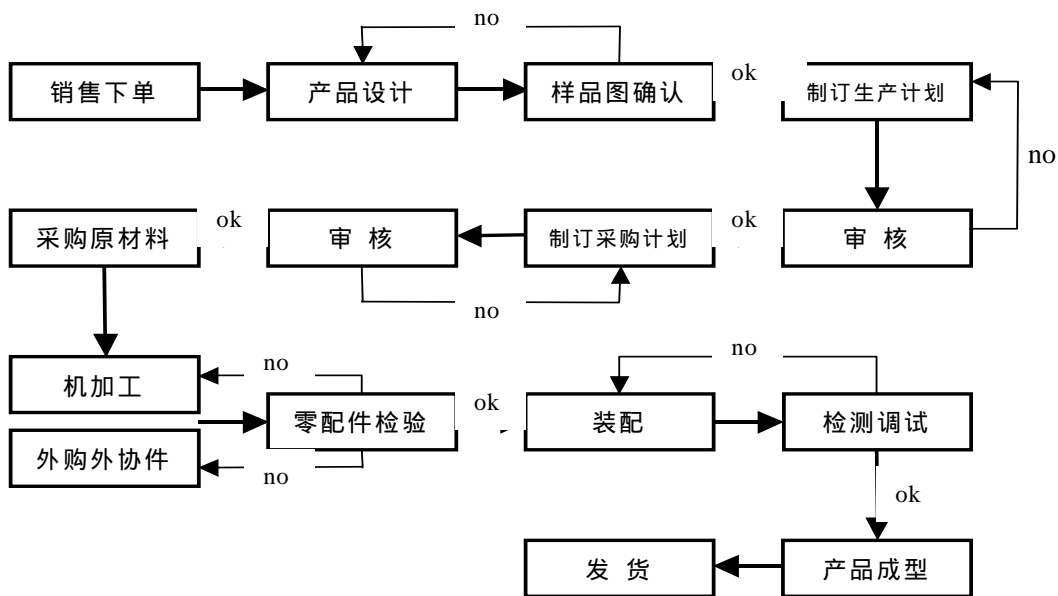 no
销售下单
产品设计
样品图确认
ok
制订生产计划
no
采购原材料
ok
审 核
制订采购计划
ok
审 核
no
机加工
no
外购外协件
no
零配件检验
ok
装配
no
检测调试
ok
发 货
产品成型